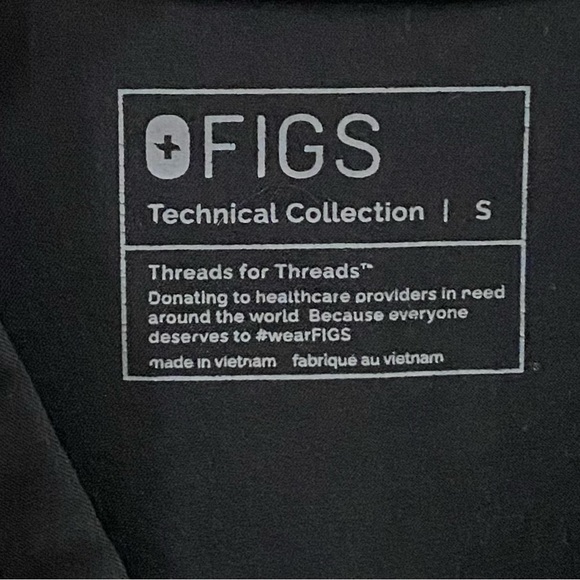 FIGS
Technical Collection | S
Threads for Threads™
Donating to healthcare providers in need
around the world. Because everyone
deserves to #wearFIGS
made in vietnam fabriqué au vietnam